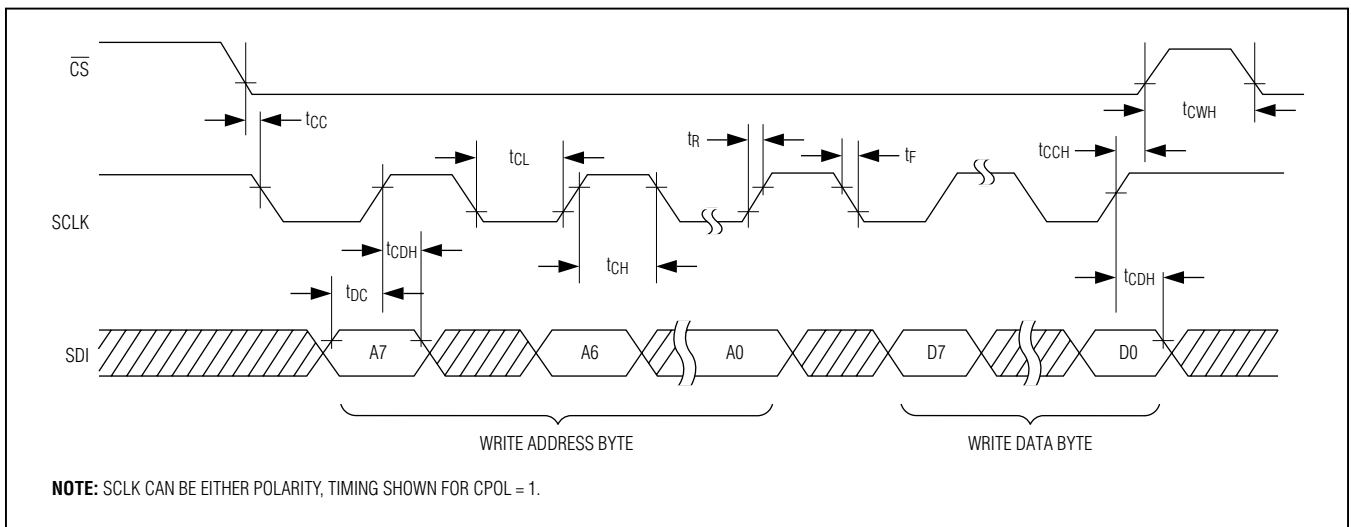 CS
tCC
tCWH
tCCH
tCL
tR
tF
SCLK
tCDH
tCH
tDC
tCDH
SDI
A7
A6
A0
D7
D0
WRITE ADDRESS BYTE
WRITE DATA BYTE
NOTE: SCLK CAN BE EITHER POLARITY, TIMING SHOWN FOR CPOL = 1.